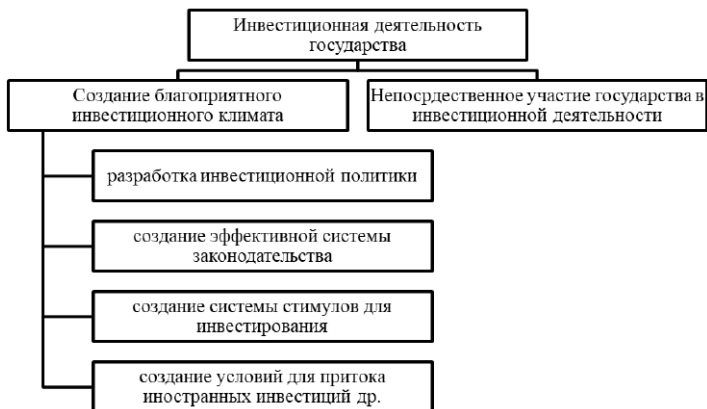 Инвестиционная деятельность
государства
Создание благоприятного
инвестиционного климата
Непосрдественное участие государства в
инвестиционной деятельности
разработка инвестиционной политики
создание эффективной системы
законодательства
создание системы стимулов для
инвестирования
создание условий для притока
иностранных инвестиций др.